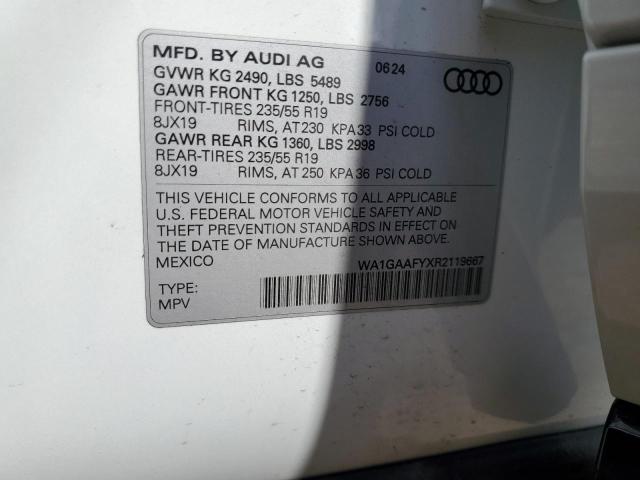 MFD. BY AUDI AG 0624
GVWR KG 2490, LBS 5489
GAWR FRONT KG 1250, LBS 2756
FRONT-TIRES 235/55 R19
8JX19 RIMS, AT 230 KPA 33 PSI COLD
GAWR REAR KG 1360, LBS 2998
REAR-TIRES 235/55 R19
8JX19 RIMS, AT 250 KPA 36 PSI COLD
THIS VEHICLE CONFORMS TO ALL APPLICABLE
U.S. FEDERAL MOTOR VEHICLE SAFETY AND
THEFT PREVENTION STANDARDS IN EFFECT ON
THE DATE OF MANUFACTURE SHOWN ABOVE.
MEXICO WA1GAAFYXR2119667
TYPE:
MPV